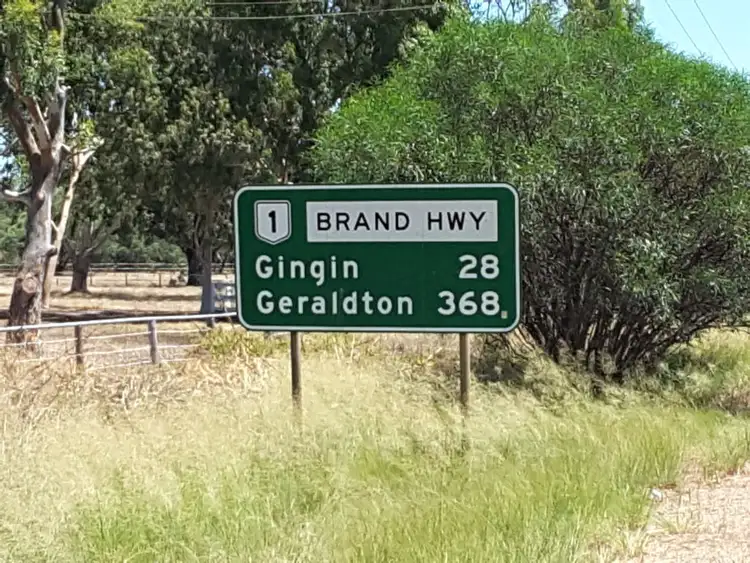 1 BRAND HWY
Gingin 28
Geraldton 368